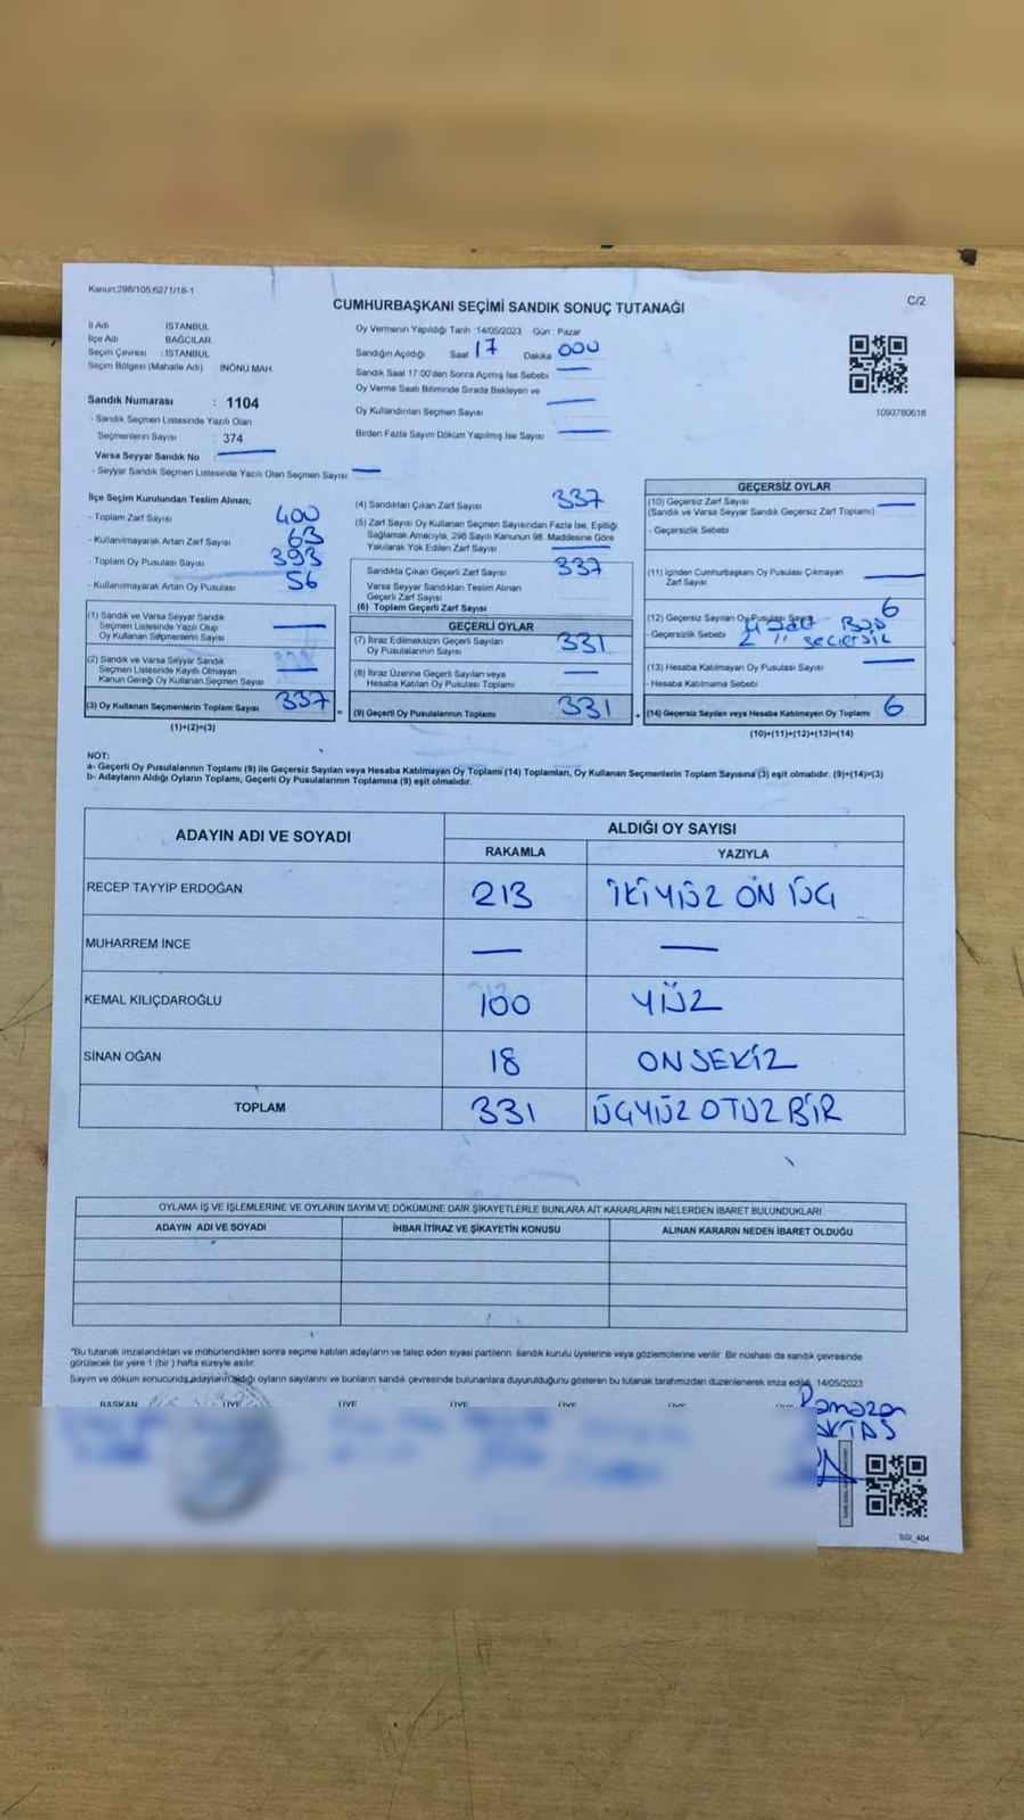 Kanun:298/105;6271/18-1
C/2
CUMHURBAŞKANI SEÇİMİ SANDIK SONUÇ TUTANAĞI
İl Adı İSTANBUL
İlçe Adı BAĞCILAR
Seçim Çevresi : İSTANBUL
Seçim Bölgesi (Mahalle Adı) İNÖNÜ MAH.
Sandık Numarası : 1104
- Sandık Seçmen Listesinde Yazılı Olan
Seçmenlerin Sayısı : 374
Varsa Seyyar Sandık No
- Seyyar Sandık Seçmen Listesinde Yazılı Olan Seçmen Sayısı
Oy Vermenin Yapıldığı Tarih :14/05/2023 Gün : Pazar
Sandığın Açıldığı Saat 17 Dakika 000
Sandık Saat 17:00'den Sonra Açılmış İse Sebebi
Oy Verme Saati Bitiminde Sırada Bekleyen ve
Oy Kullandırılan Seçmen Sayısı
Birden Fazla Sayım Döküm Yapılmış İse Sayısı
1093780618
İlçe Seçim Kurulundan Teslim Alınan;
- Toplam Zarf Sayısı 400
- Kullanılmayarak Artan Zarf Sayısı 63
- Toplam Oy Pusulası Sayısı 393
- Kullanılmayarak Artan Oy Pusulası 56
(1) Sandık ve Varsa Seyyar Sandık
Seçmen Listesinde Yazılı Olup
Oy Kullanan Seçmenlerin Sayısı
(2) Sandık ve Varsa Seyyar Sandık
Seçmen Listesinde Kayıtlı Olmayan
Kanun Gereği Oy Kullanan Seçmen Sayısı
(3) Oy Kullanan Seçmenlerin Toplam Sayısı 337
(1)+(2)=(3)
(4) Sandıktan Çıkan Zarf Sayısı 337
(5) Zarf Sayısı Oy Kullanan Seçmen Sayısından Fazla İse, Eşitliği
Sağlamak Amacıyla, 298 Sayılı Kanunun 98. Maddesine Göre
Yakılarak Yok Edilen Zarf Sayısı
Sandıkta Çıkan Geçerli Zarf Sayısı 337
Varsa Seyyar Sandıktan Teslim Alınan
Geçerli Zarf Sayısı
(6) Toplam Geçerli Zarf Sayısı
GEÇERLİ OYLAR
(7) İtiraz Edilmeksizin Geçerli Sayılan
Oy Pusulalarının Sayısı 331
(8) İtiraz Üzerine Geçerli Sayılan veya
Hesaba Katılan Oy Pusulası Toplamı
(9) Geçerli Oy Pusulalarının Toplamı 331
GEÇERSİZ OYLAR
(10) Geçersiz Zarf Sayısı
(Sandık ve Varsa Seyyar Sandık Geçersiz Zarf Toplamı)
- Geçersizlik Sebebi
(11) İçinden Cumhurbaşkanı Oy Pusulası Çıkmayan
Zarf Sayısı
(12) Geçersiz Sayılan Oy Pusulası Sayısı 6
- Geçersizlik Sebebi
(13) Hesaba Katılmayan Oy Pusulası Sayısı
- Hesaba Katılmama Sebebi
(14) Geçersiz Sayılan veya Hesaba Katılmayan Oy Toplamı 6
(10)+(11)+(12)+(13)=(14)
NOT:
a- Geçerli Oy Pusulalarının Toplamı (9) ile Geçersiz Sayılan veya Hesaba Katılmayan Oy Toplamı (14) Toplamları, Oy Kullanan Seçmenlerin Toplam Sayısına (3) eşit olmalıdır. (9)+(14)=(3)
b- Adayların Aldığı Oyların Toplamı, Geçerli Oy Pusulalarının Toplamına (9) eşit olmalıdır.
ADAYIN ADI VE SOYADI
ALDIĞI OY SAYISI
RAKAMLA YAZIYLA
RECEP TAYYİP ERDOĞAN 213 İKİYÜZ ON ÜÇ
MUHARREM İNCE
KEMAL KILIÇDAROĞLU 100 YÜZ
SİNAN OĞAN 18 ONSEKİZ
TOPLAM 331 ÜÇYÜZ OTUZ BİR
OYLAMA İŞ VE İŞLEMLERİNE VE OYLARIN SAYIM VE DÖKÜMÜNE DAİR ŞİKAYETLERLE BUNLARA AİT KARARLARIN NELERDEN İBARET BULUNDUKLARI
ADAYIN ADI VE SOYADI İHBAR İTİRAZ VE ŞİKAYETİN KONUSU ALINAN KARARIN NEDEN İBARET OLDUĞU
*Bu tutanak imzalandıktan ve mühürlendikten sonra seçime katılan adayların ve talep eden siyasi partilerin sandık kurulu üyelerine veya gözlemcilerine verilir. Bir nüshası da sandık çevresinde
görülecek bir yere 1 (bir) hafta süreyle asılır.
Sayım ve döküm sonucunda adayların aldığı oyların sayılarını ve bunların sandık çevresinde bulunanlara duyurulduğunu gösteren bu tutanak tarafımızdan düzenlenerek imza edildi. 14/05/2023
BAŞKAN ÜYE ÜYE ÜYE ÜYE
Ramazan